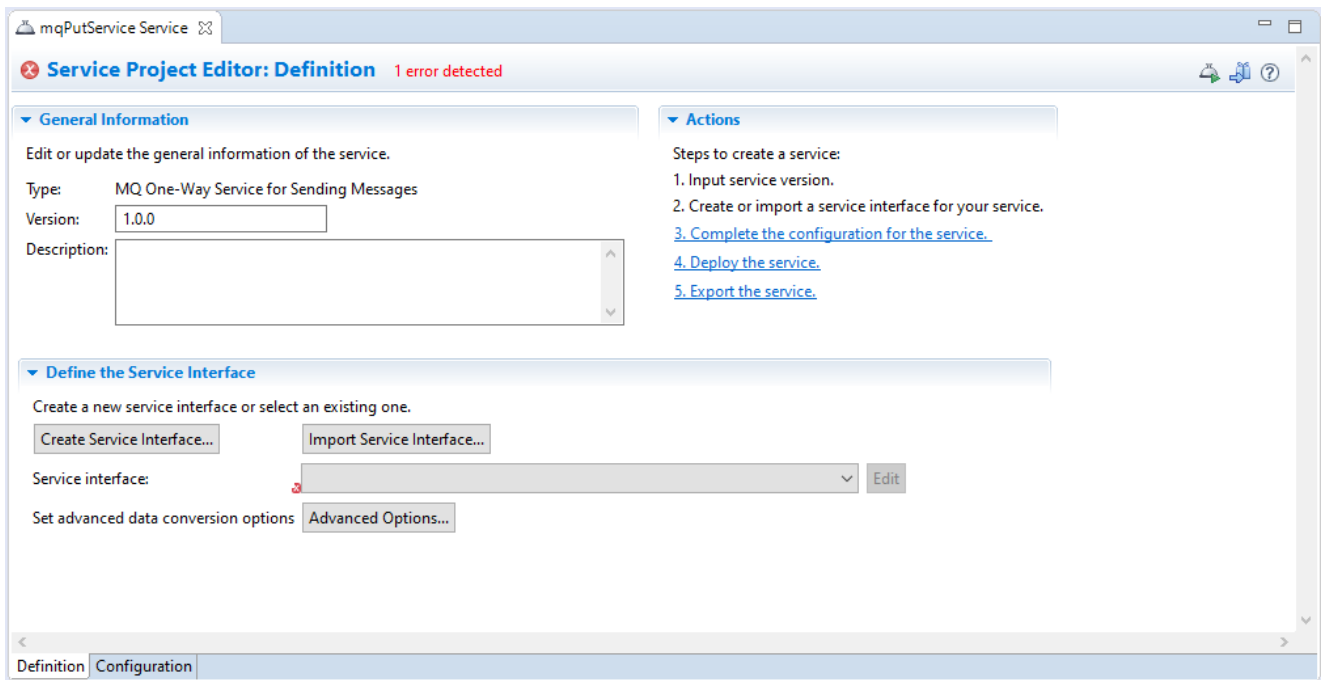 mqPutService Service
Service Project Editor: Definition 1 error detected
General Information
Edit or update the general information of the service.
Type: MQ One-Way Service for Sending Messages
Version: 1.0.0
Description:
Actions
Steps to create a service:
1. Input service version.
2. Create or import a service interface for your service.
3. Complete the configuration for the service.
4. Deploy the service.
5. Export the service.
Define the Service Interface
Create a new service interface or select an existing one.
Create Service Interface... Import Service Interface...
Service interface: Edit
Set advanced data conversion options Advanced Options...
Definition Configuration